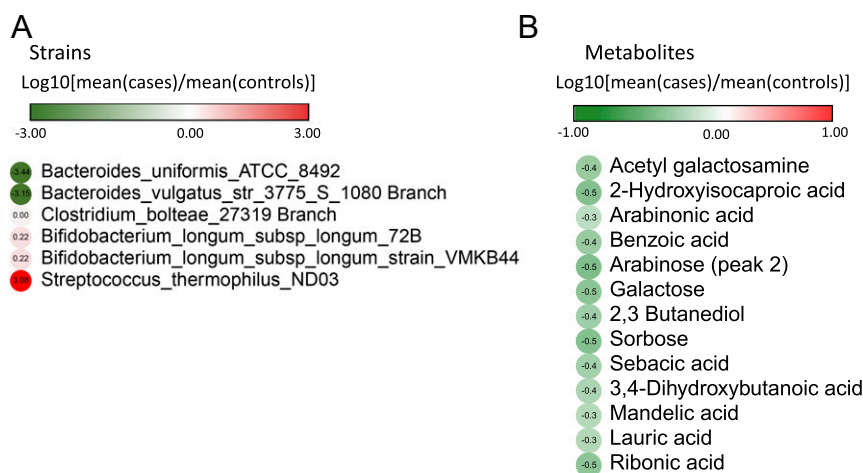 A
Strains
Log10[mean(cases)/mean(controls)]
-3.00 0.00 3.00
-3.44 Bacteroides_uniformis_ATCC_8492
-3.15 Bacteroides_vulgatus_str_3775_S_1080 Branch
0.00 Clostridium_bolteae_27319 Branch
0.22 Bifidobacterium_longum_subsp_longum_72B
0.22 Bifidobacterium_longum_subsp_longum_strain_VMKB44
Streptococcus_thermophilus_ND03
B
Metabolites
Log10[mean(cases)/mean(controls)]
-1.00 0.00 1.00
-0.4 Acetyl galactosamine
-0.5 2-Hydroxyisocaproic acid
-0.3 Arabinonic acid
-0.4 Benzoic acid
-0.5 Arabinose (peak 2)
-0.5 Galactose
-0.4 2,3 Butanediol
-0.5 Sorbose
-0.4 Sebacic acid
-0.4 3,4-Dihydroxybutanoic acid
-0.3 Mandelic acid
-0.3 Lauric acid
-0.5 Ribonic acid